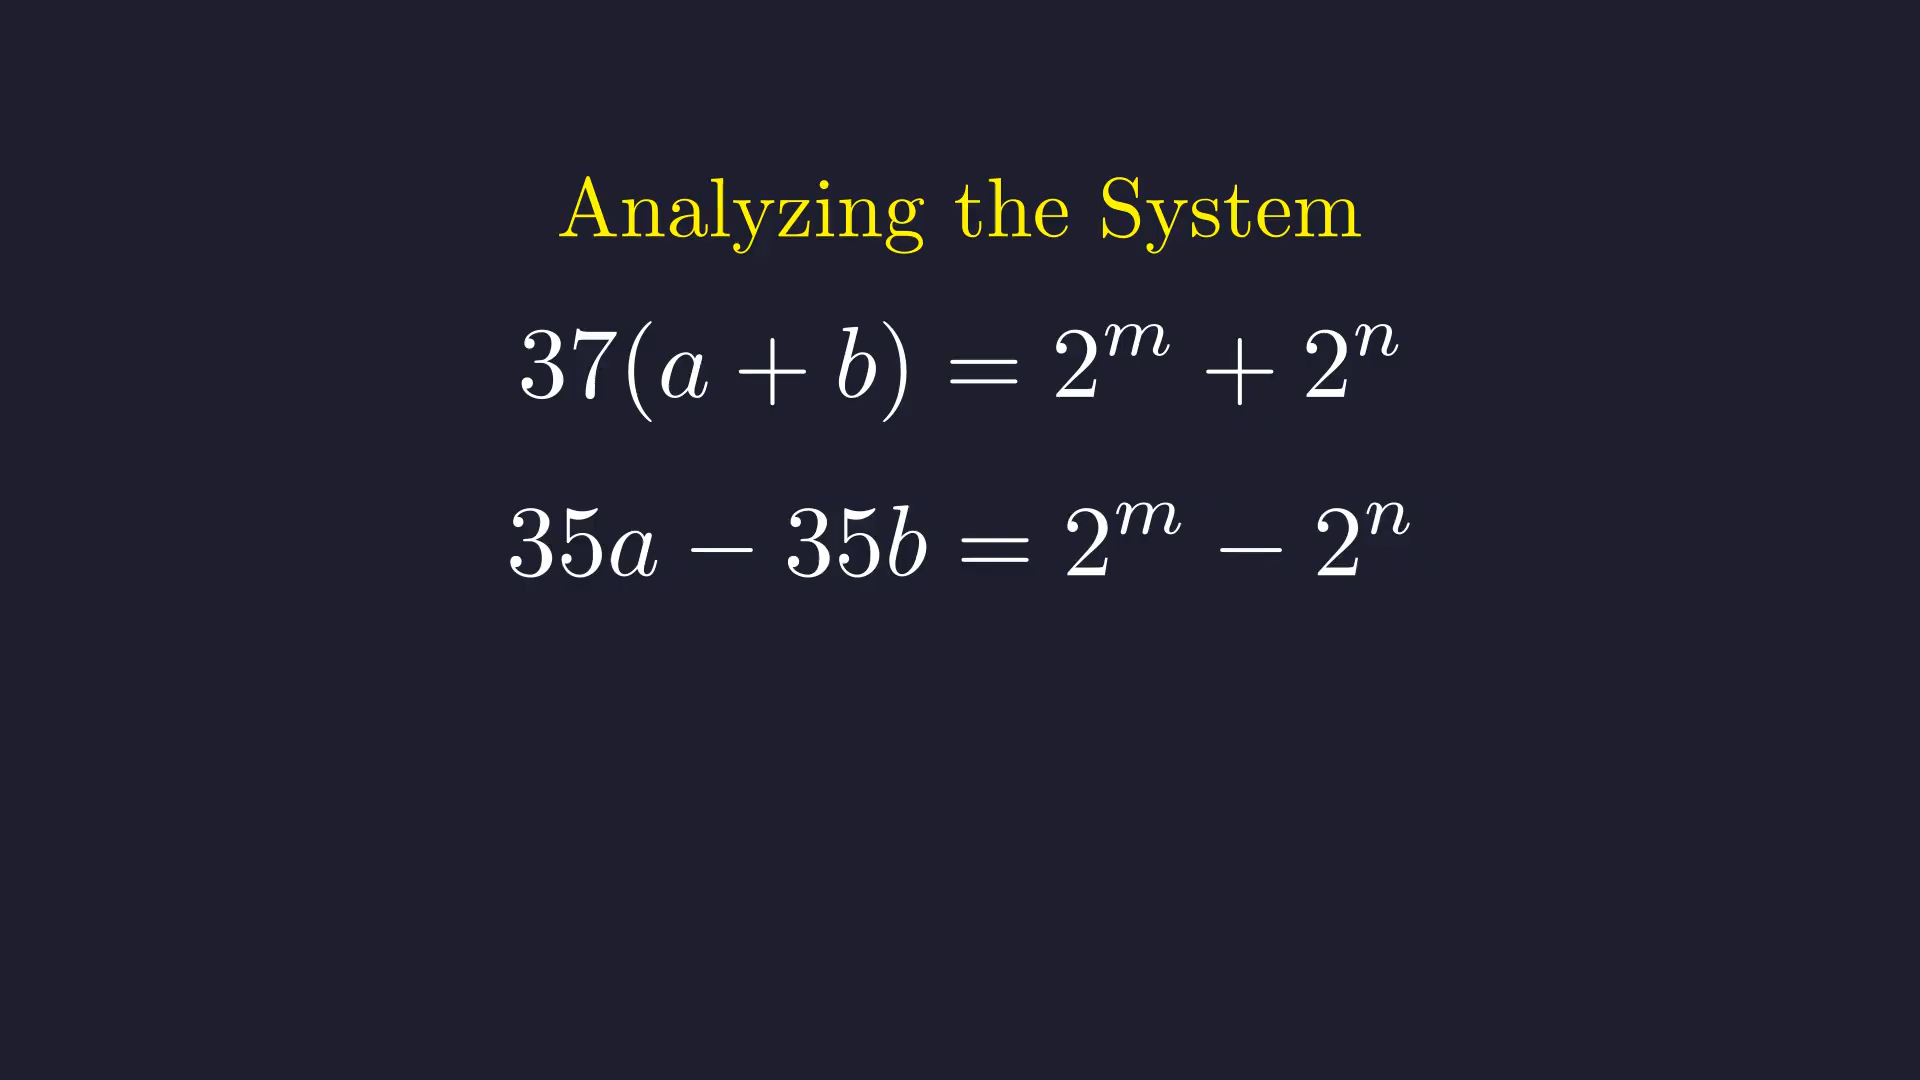 Analyzing the System
37(a + b) = 2^m + 2^n
35a − 35b = 2^m − 2^n